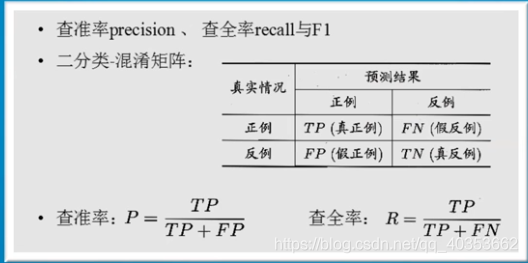 • 查准率precision 、 查全率recall与F1
• 二分类-混淆矩阵：
真实情况 预测结果
正例 反例
正例 TP (真正例) FN (假反例)
反例 FP (假正例) TN (真反例)
• 查准率：P = TP / (TP + FP) 查全率： R = TP / (TP + FN)
https://blog.csdn.net/qq_40353662